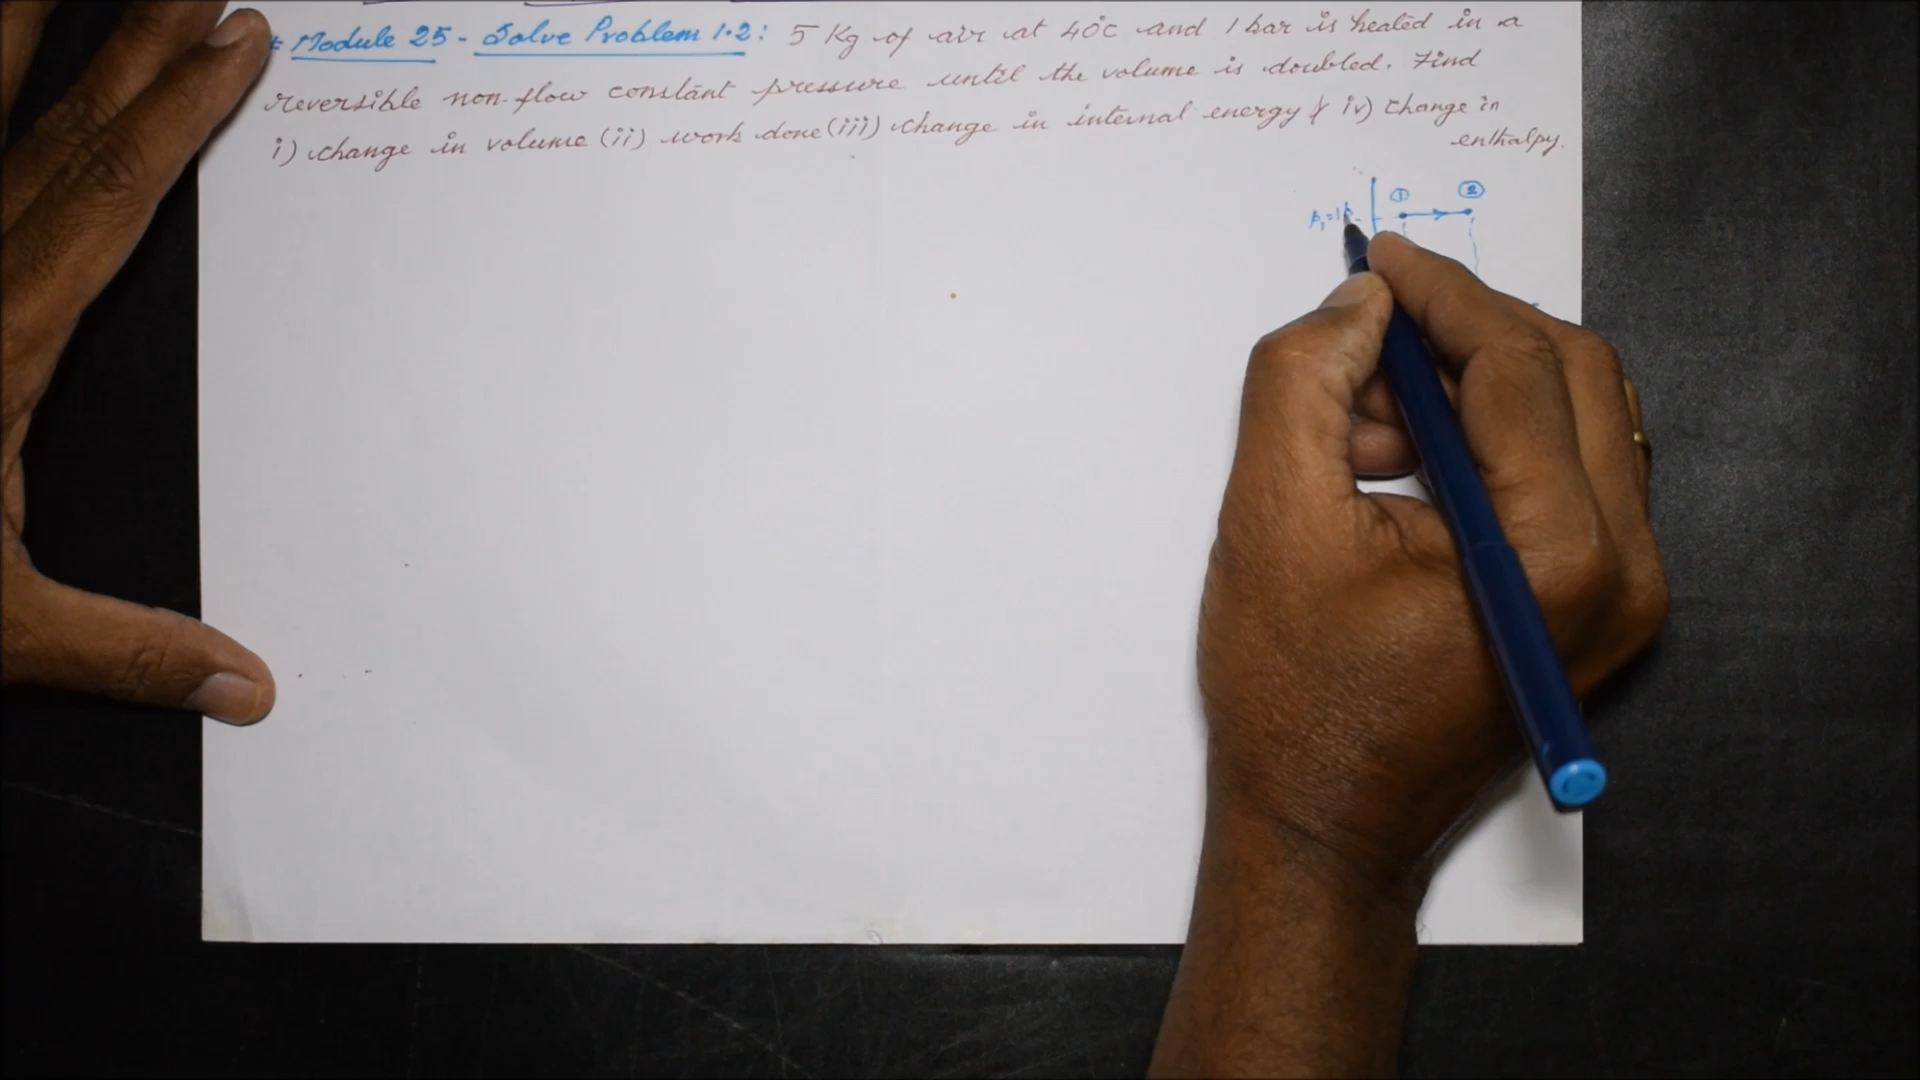 * Module 25 - Solve Problem 1.2: 5 Kg of air at 40°C and 1 bar is heated in a
reversible non-flow constant pressure until the volume is doubled. Find
i) change in volume (ii) work done (iii) change in internal energy & iv) change in
enthalpy.
① ②
p₁=1b